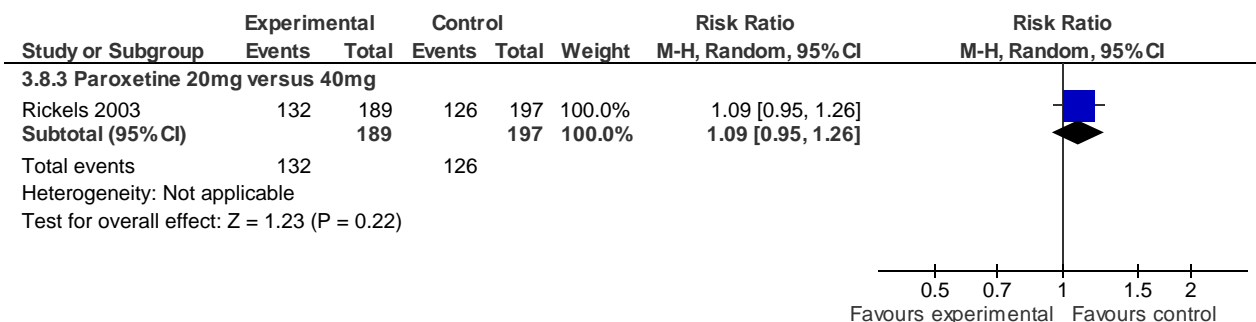 Experimental Control Risk Ratio Risk Ratio
Study or Subgroup Events Total Events Total Weight M-H, Random, 95% CI M-H, Random, 95% CI
3.8.3 Paroxetine 20mg versus 40mg
Rickels 2003 132 189 126 197 100.0% 1.09 [0.95, 1.26]
Subtotal (95% CI) 189 197 100.0% 1.09 [0.95, 1.26]
Total events 132 126
Heterogeneity: Not applicable
Test for overall effect: Z = 1.23 (P = 0.22)
0.5 0.7 1 1.5 2
Favours experimental Favours control